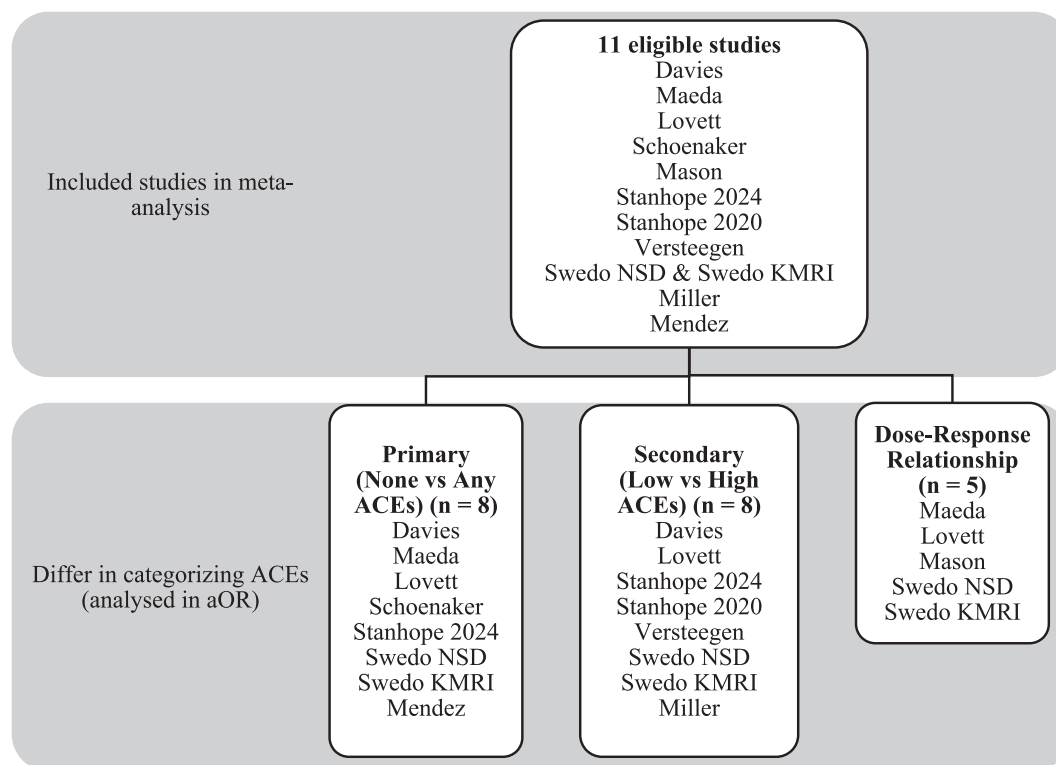 Included studies in meta-
analysis
11 eligible studies
Davies
Maeda
Lovett
Schoenaker
Mason
Stanhope 2024
Stanhope 2020
Versteegen
Swedo NSD & Swedo KMRI
Miller
Mendez
Differ in categorizing ACEs
(analysed in aOR)
Primary
(None vs Any
ACEs) (n = 8)
Davies
Maeda
Lovett
Schoenaker
Stanhope 2024
Swedo NSD
Swedo KMRI
Mendez
Secondary
(Low vs High
ACEs) (n = 8)
Davies
Lovett
Stanhope 2024
Stanhope 2020
Versteegen
Swedo NSD
Swedo KMRI
Miller
Dose-Response
Relationship
(n = 5)
Maeda
Lovett
Mason
Swedo NSD
Swedo KMRI